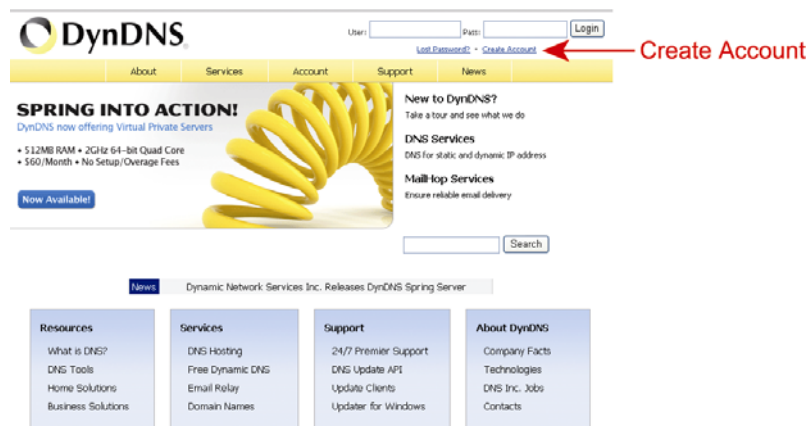 DynDNS
User: Pass: Login
Lost Password? - Create Account
Create Account
About Services Account Support News
SPRING INTO ACTION!
DynDNS now offering Virtual Private Servers
• 512MB RAM • 2GHz 64-bit Quad Core
• $60/Month • No Setup/Overage Fees
Now Available!
New to DynDNS?
Take a tour and see what we do
DNS Services
DNS for static and dynamic IP address
MailHop Services
Ensure reliable email delivery
Search
News Dynamic Network Services Inc. Releases DynDNS Spring Server
Resources
What is DNS?
DNS Tools
Home Solutions
Business Solutions
Services
DNS Hosting
Free Dynamic DNS
Email Relay
Domain Names
Support
24/7 Premier Support
DNS Update API
Update Clients
Updater for Windows
About DynDNS
Company Facts
Technologies
DNS Inc. Jobs
Contacts